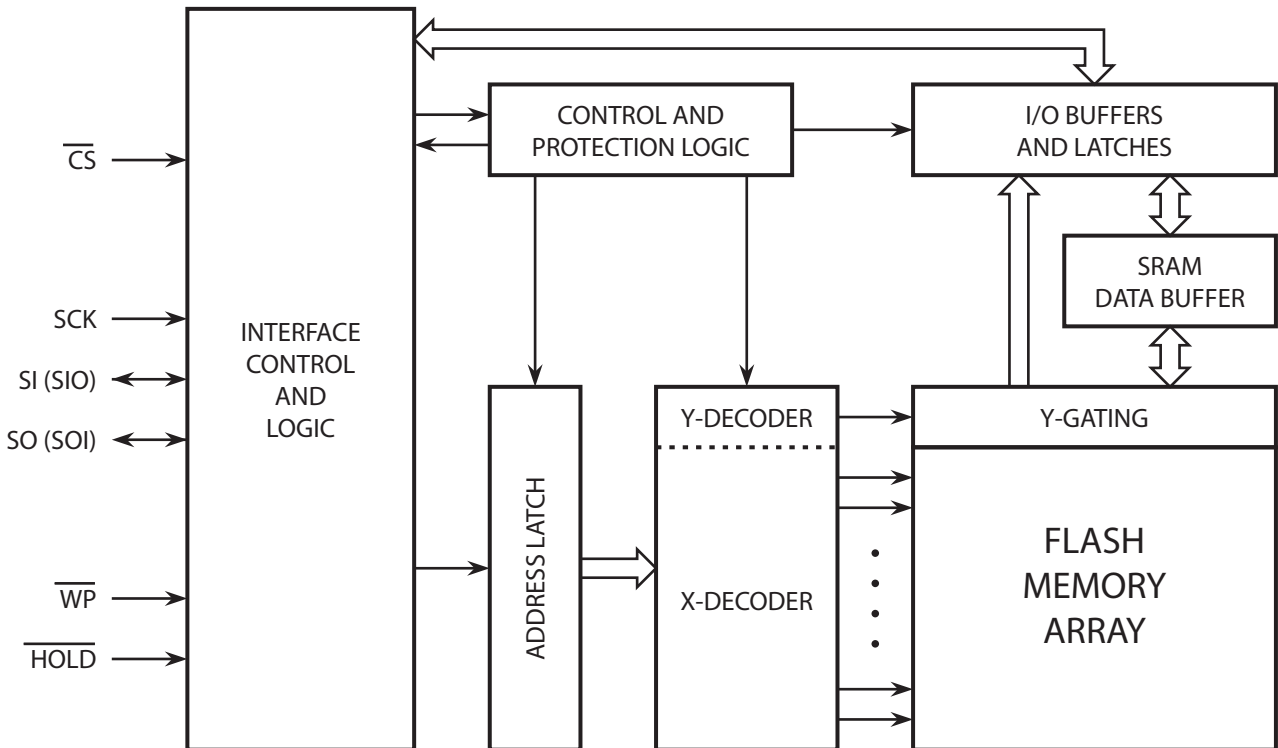 CS
SCK
SI (SIO)
SO (SOI)
WP
HOLD
INTERFACE
CONTROL
AND
LOGIC
CONTROL AND
PROTECTION LOGIC
I/O BUFFERS
AND LATCHES
SRAM
DATA BUFFER
ADDRESS LATCH
Y-DECODER
X-DECODER
Y-GATING
FLASH
MEMORY
ARRAY